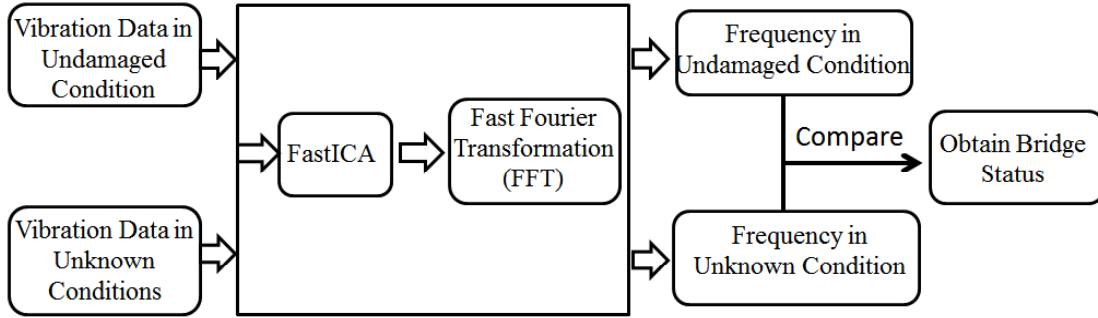 Vibration Data in
Undamaged
Condition
Vibration Data in
Unknown
Conditions
FastICA
Fast Fourier
Transformation
(FFT)
Frequency in
Undamaged Condition
Frequency in
Unknown Condition
Compare
Obtain Bridge
Status